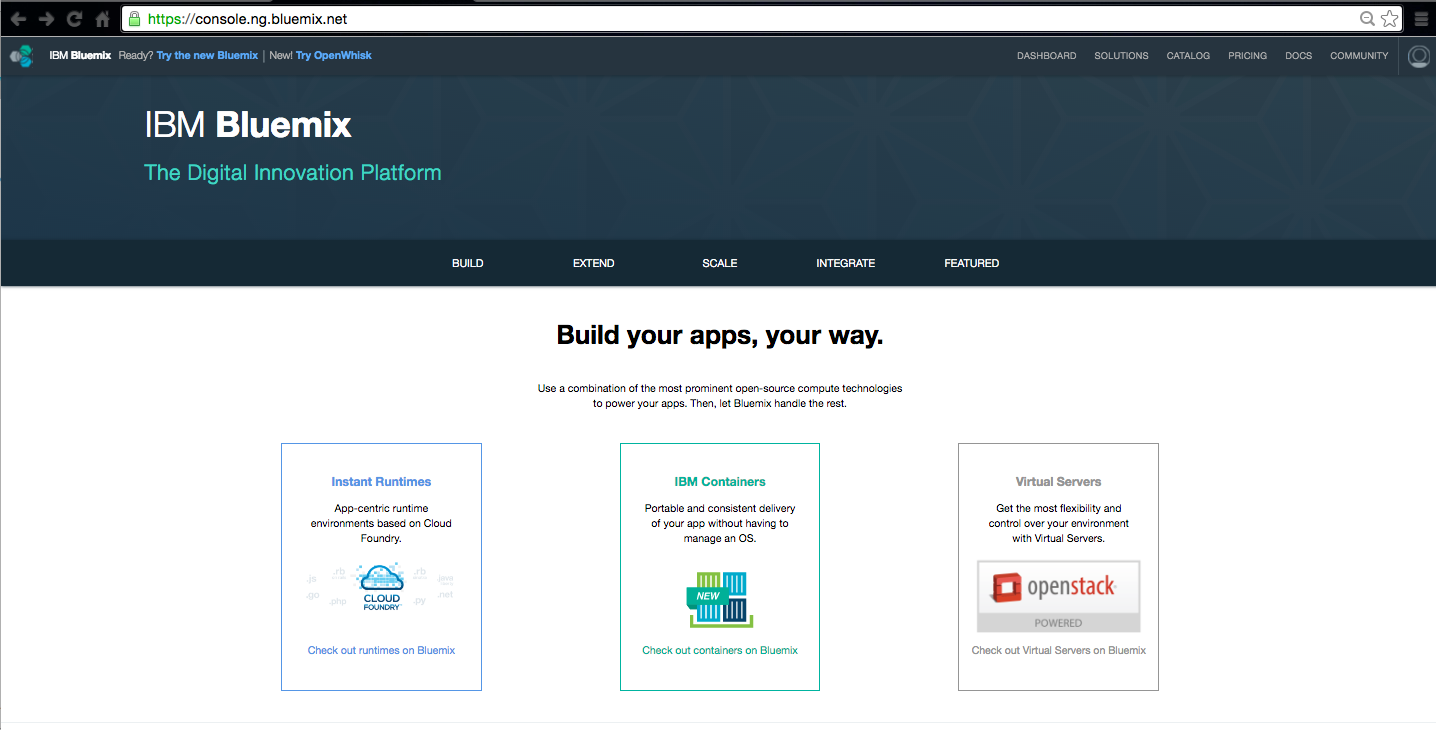 https://console.ng.bluemix.net
IBM Bluemix Ready? Try the new Bluemix | New! Try OpenWhisk
DASHBOARD SOLUTIONS CATALOG PRICING DOCS COMMUNITY
IBM Bluemix
The Digital Innovation Platform
BUILD EXTEND SCALE INTEGRATE FEATURED
Build your apps, your way.
Use a combination of the most prominent open-source compute technologies
to power your apps. Then, let Bluemix handle the rest.
Instant Runtimes
App-centric runtime
environments based on Cloud
Foundry.
.js .rb .rb .java
.go .php .py .net
CLOUD
FOUNDRY
Check out runtimes on Bluemix
IBM Containers
Portable and consistent delivery
of your app without having to
manage an OS.
NEW
Check out containers on Bluemix
Virtual Servers
Get the most flexibility and
control over your environment
with Virtual Servers.
openstack
POWERED
Check out Virtual Servers on Bluemix